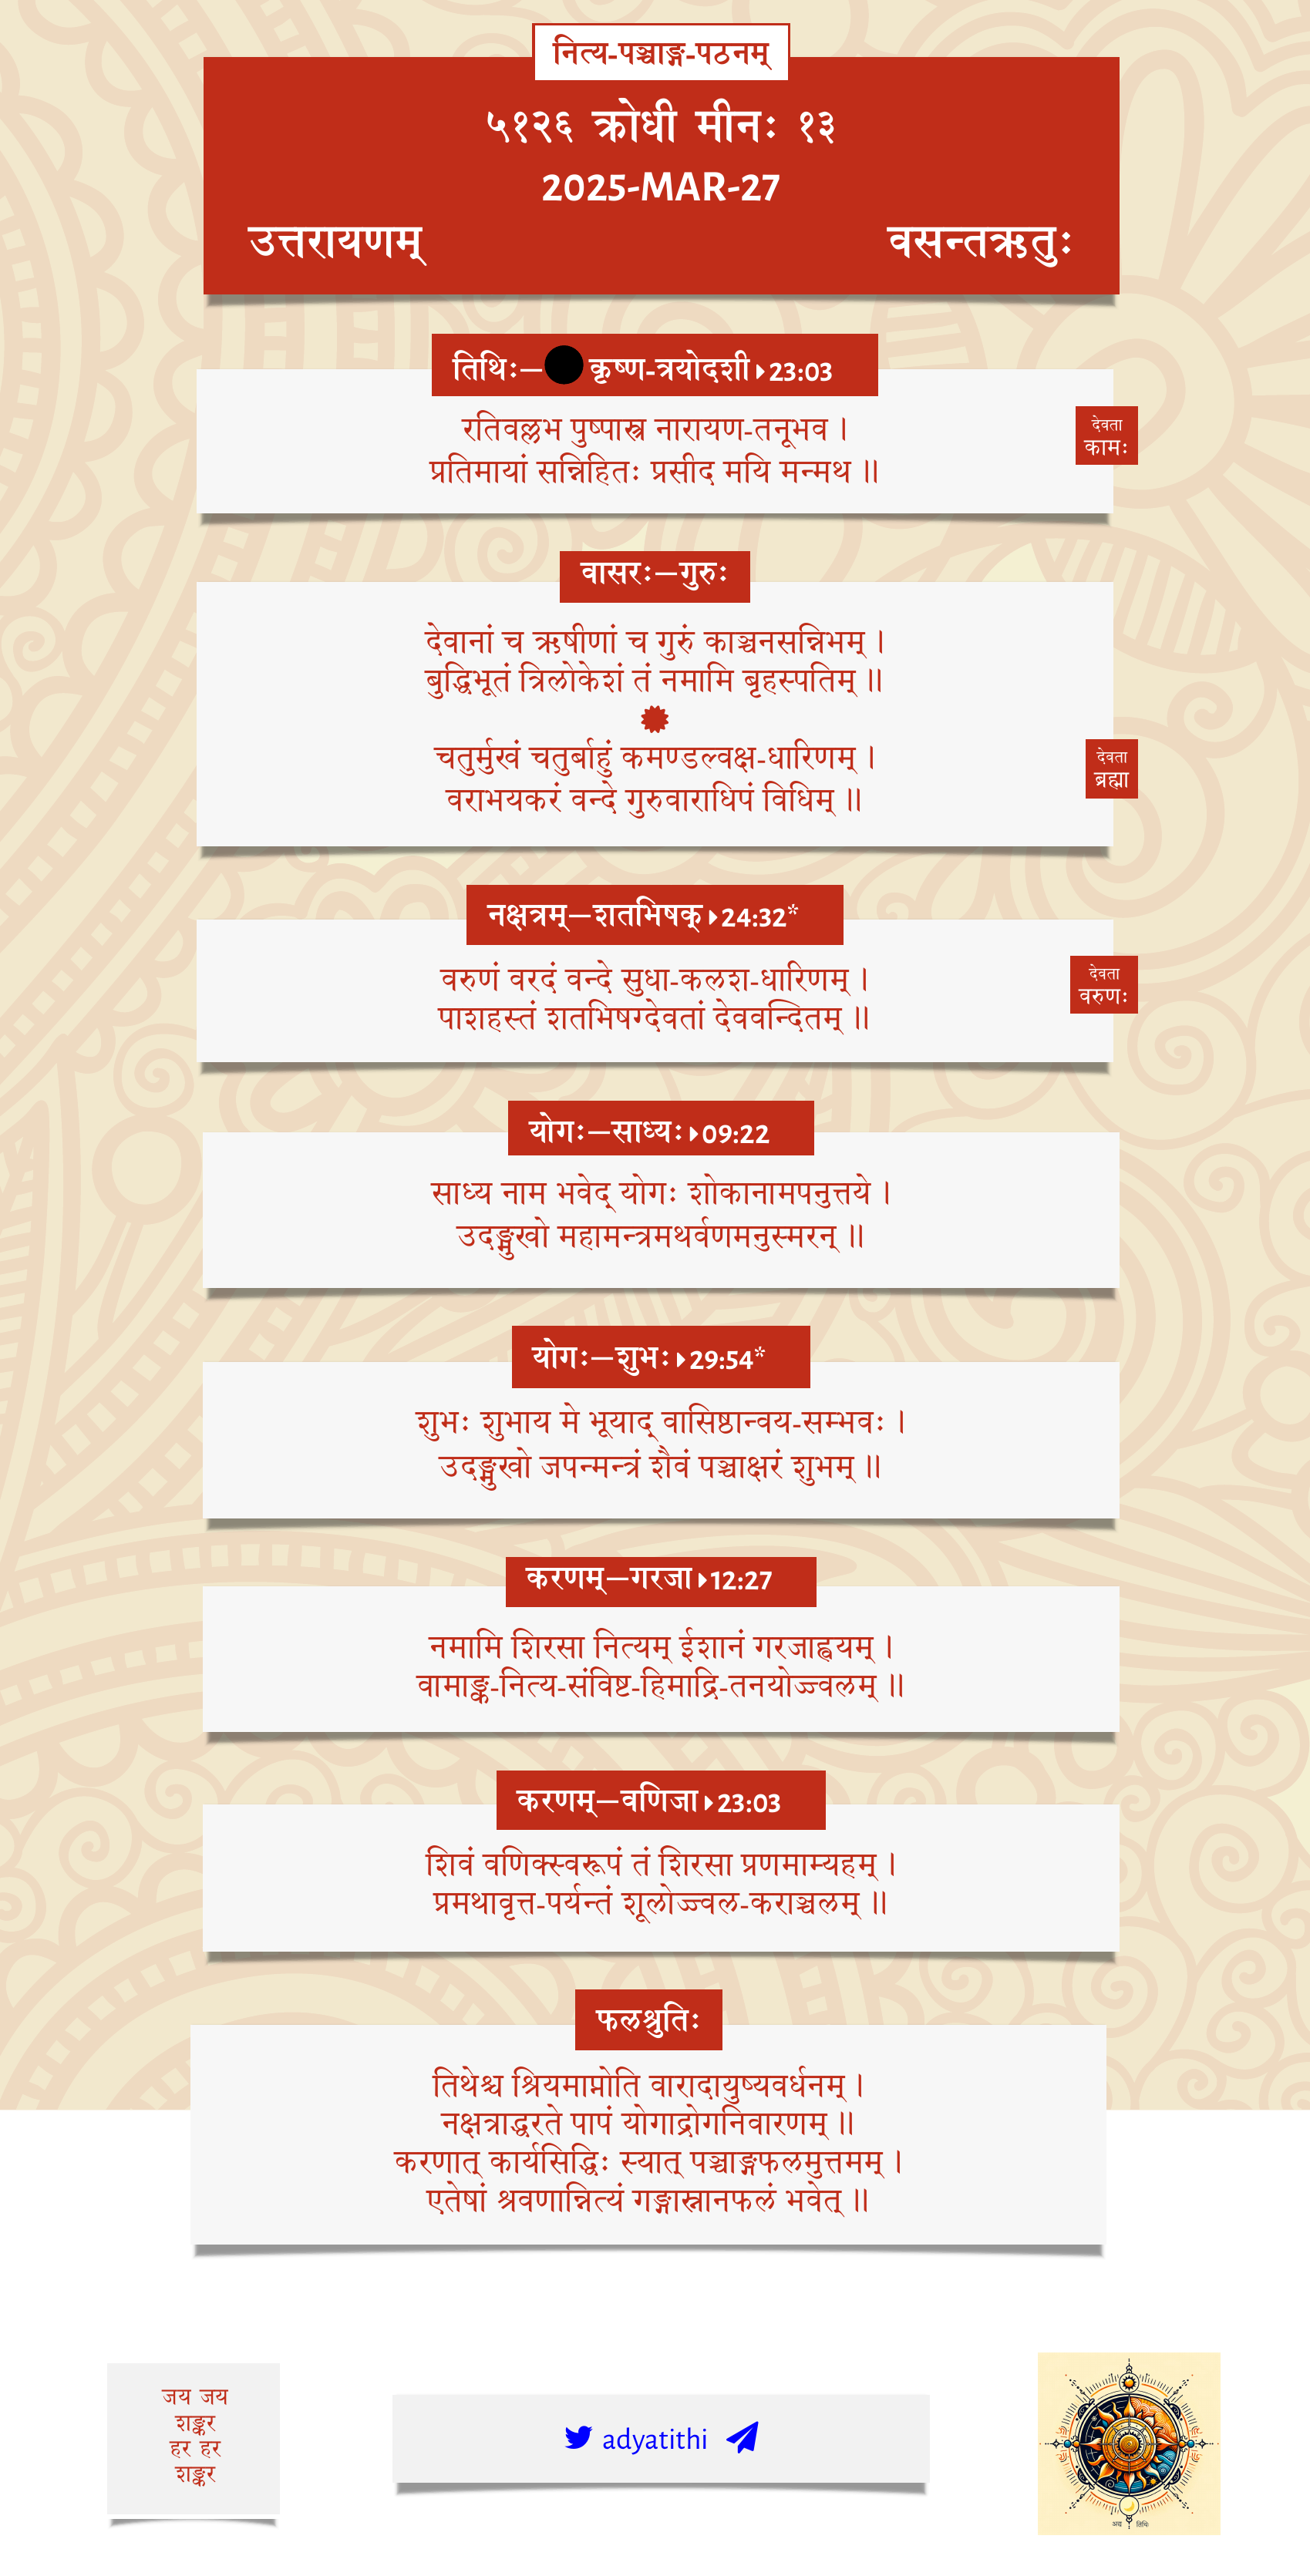 नित्य-पञ्चाङ्ग-पठनम्
५१२६ क्रोधी मीनः १३
2025-MAR-27
उत्तरायणम् वसन्तऋतुः
तिथिः—कृष्ण-त्रयोदशी 23:03
रतिवल्लभ पुष्पास्त्र नारायण-तनूभव ।
प्रतिमायां सन्निहितः प्रसीद मयि मन्मथ ॥
देवता
कामः
वासरः—गुरुः
देवानां च ऋषीणां च गुरुं काञ्चनसन्निभम् ।
बुद्धिभूतं त्रिलोकेशं तं नमामि बृहस्पतिम् ॥
चतुर्मुखं चतुर्बाहुं कमण्डल्वक्ष-धारिणम् ।
वराभयकरं वन्दे गुरुवाराधिपं विधिम् ॥
देवता
ब्रह्मा
नक्षत्रम्—शतभिषक् 24:32*
वरुणं वरदं वन्दे सुधा-कलश-धारिणम् ।
पाशहस्तं शतभिषग्देवतां देववन्दितम् ॥
देवता
वरुणः
योगः—साध्यः 09:22
साध्य नाम भवेद् योगः शोकानामपनुत्तये ।
उदङ्मुखो महामन्त्रमथर्वणमनुस्मरन् ॥
योगः—शुभः 29:54*
शुभः शुभाय मे भूयाद् वासिष्ठान्वय-सम्भवः ।
उदङ्मुखो जपन्मन्त्रं शैवं पञ्चाक्षरं शुभम् ॥
करणम्—गरजा 12:27
नमामि शिरसा नित्यम् ईशानं गरजाह्वयम् ।
वामाङ्क-नित्य-संविष्ट-हिमाद्रि-तनयोज्ज्वलम् ॥
करणम्—वणिजा 23:03
शिवं वणिक्स्वरूपं तं शिरसा प्रणमाम्यहम् ।
प्रमथावृत्त-पर्यन्तं शूलोज्ज्वल-कराञ्चलम् ॥
फलश्रुतिः
तिथेश्च श्रियमाप्नोति वारादायुष्यवर्धनम् ।
नक्षत्राद्धरते पापं योगाद्रोगनिवारणम् ॥
करणात् कार्यसिद्धिः स्यात् पञ्चाङ्गफलमुत्तमम् ।
एतेषां श्रवणान्नित्यं गङ्गास्नानफलं भवेत् ॥
जय जय
शङ्कर
हर हर
शङ्कर
adyatithi
अद्य तिथिः